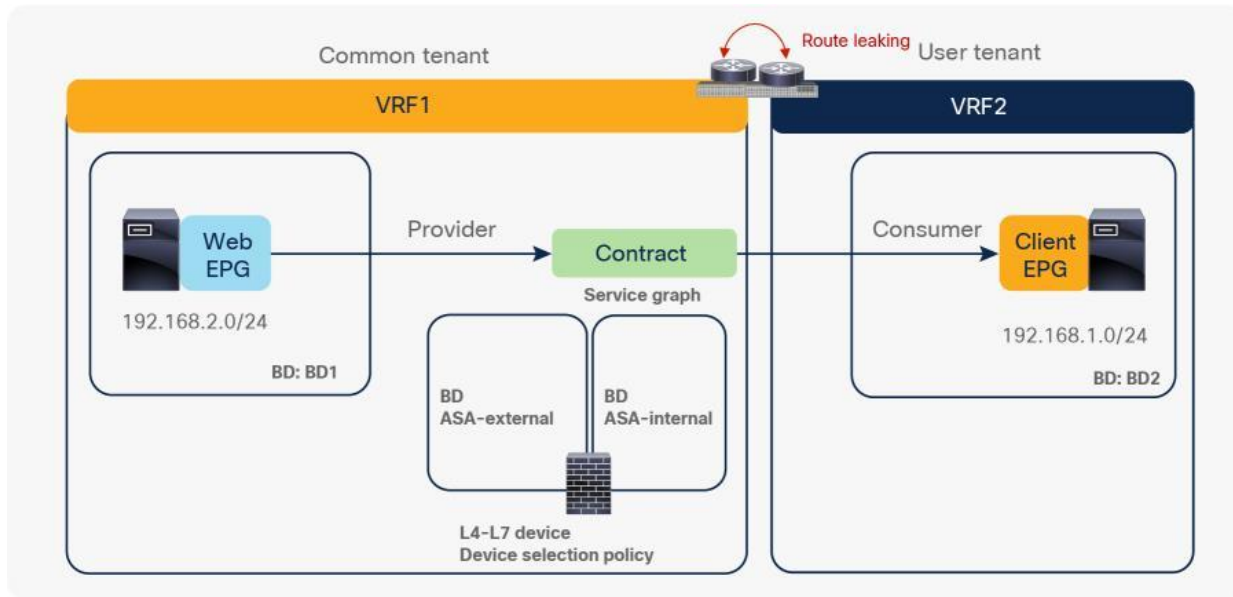 Common tenant
Route leaking
User tenant
VRF1
VRF2
Web
EPG
Provider
Contract
Consumer
Client
EPG
192.168.2.0/24
Service graph
192.168.1.0/24
BD: BD1
BD: BD2
BD
ASA-external
BD
ASA-internal
L4-L7 device
Device selection policy